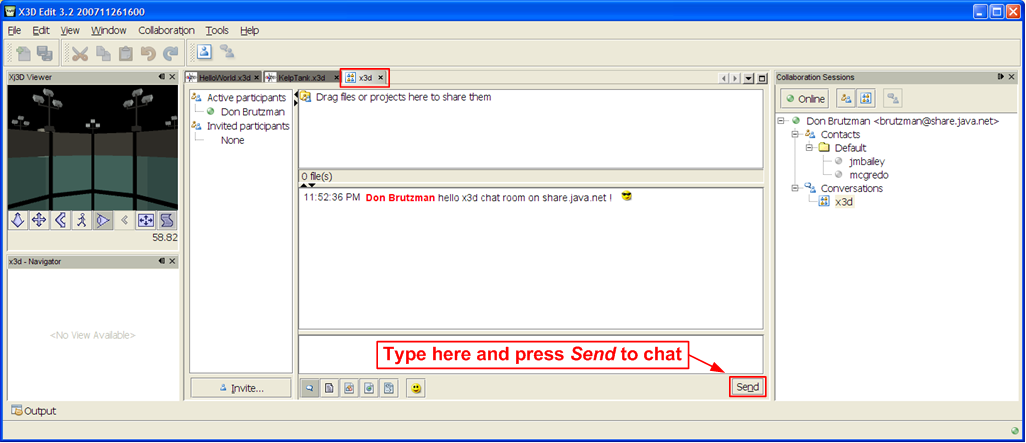 X3D Edit 3.2 200711261600
File Edit View Window Collaboration Tools Help
Xj3D Viewer
58.82
x3d - Navigator
<No View Available>
HelloWorld.x3d
KelpTank.x3d
x3d
Active participants
Don Brutzman
Invited participants
None
Invite...
Drag files or projects here to share them
0 file(s)
11:52:36 PM Don Brutzman hello x3d chat room on share.java.net !
Type here and press Send to chat
Send
Collaboration Sessions
Online
Don Brutzman <brutzman@share.java.net>
Contacts
Default
jmbailey
mcgredo
Conversations
x3d
Output